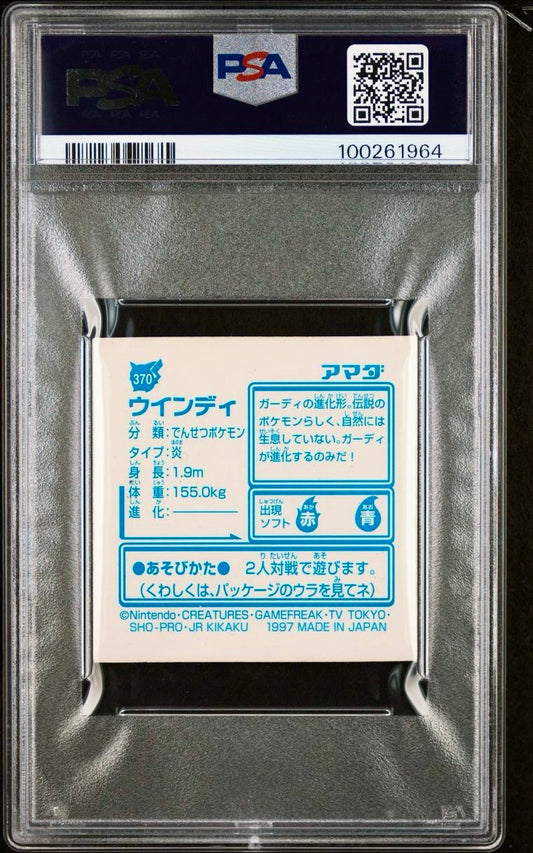 PSA
PSA
100261964
370
アマダ
ウインディ
分類:でんせつポケモン
タイプ:炎
身長:1.9m
体重:155.0kg
進化:
ガーディの進化形。伝説の
ポケモンらしく、自然には
生息していない。ガーディ
が進化するのみだ!
出現
ソフト
赤
青
●あそびかた● 2人対戦で遊びます。
(くわしくは、パッケージのウラを見てネ)
©Nintendo・CREATURES・GAMEFREAK・TV TOKYO・
SHO-PRO・JR KIKAKU 1997 MADE IN JAPAN